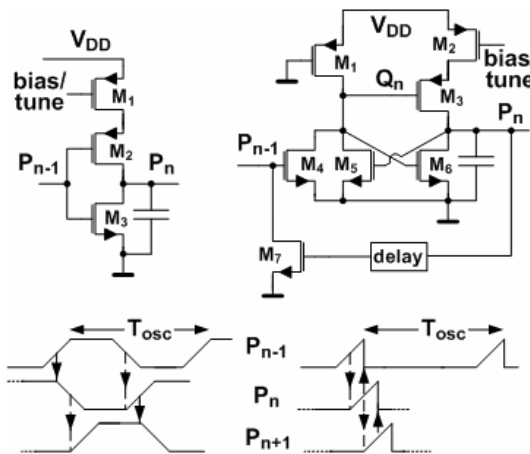 VDD
bias/
tune
M1
Pn-1
M2
Pn
M3
VDD
M1
M2
bias/
tune
Qn
M3
Pn
Pn-1
M4
M5
M6
M7
delay
Tosc
Pn-1
Tosc
Pn
Pn+1